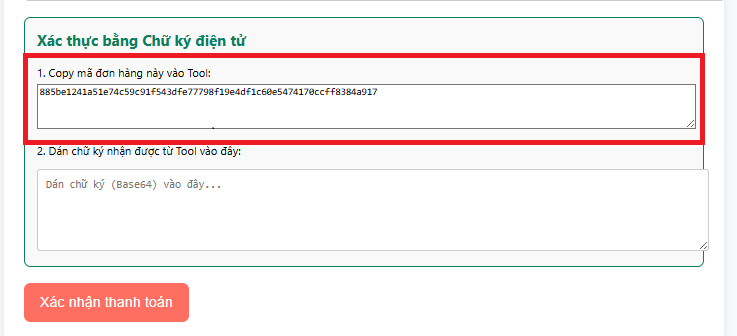 Xác thực bằng Chữ ký điện tử
1. Copy mã đơn hàng này vào Tool:
885be1241a51e74c59c91f543dfe77798f19e4df1c60e5474170ccff8384a917
2. Dán chữ ký nhận được từ Tool vào đây:
Dán chữ ký (Base64) vào đây...
Xác nhận thanh toán